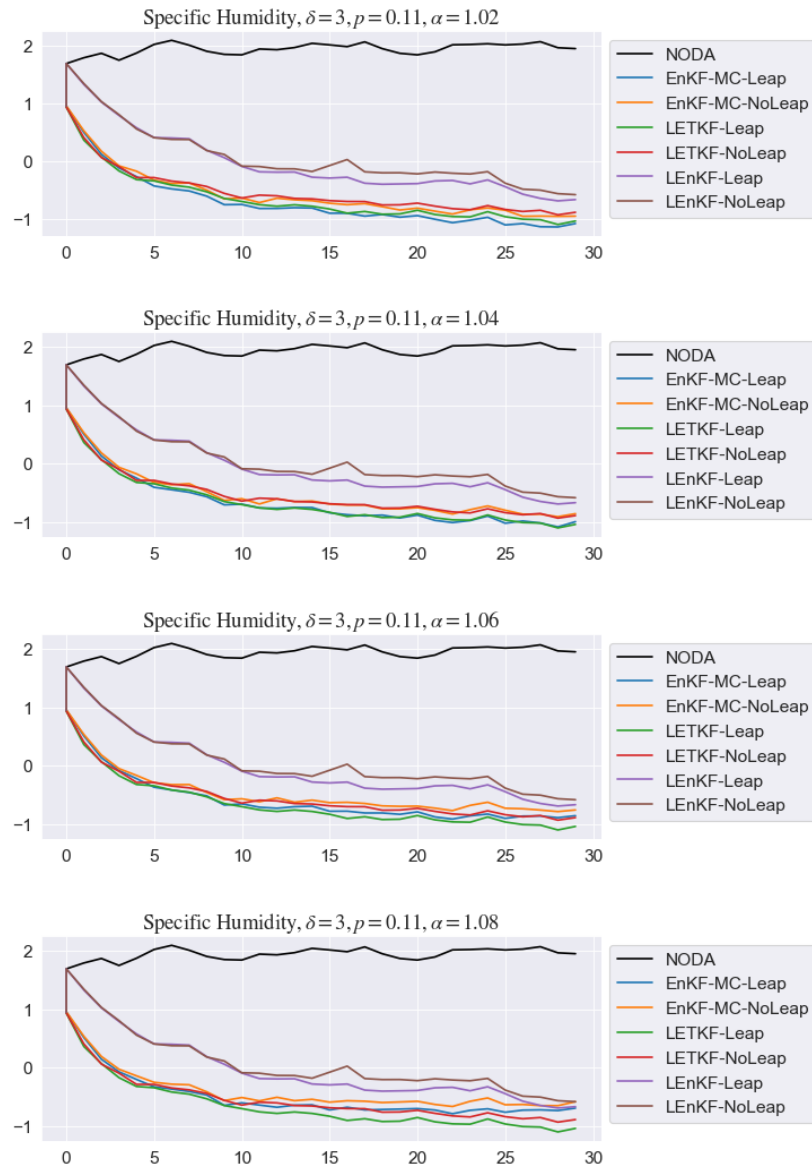 Specific Humidity, δ = 3, p = 0.11, α = 1.02
2
1
0
−1
0 5 10 15 20 25 30
NODA
EnKF-MC-Leap
EnKF-MC-NoLeap
LETKF-Leap
LETKF-NoLeap
LEnKF-Leap
LEnKF-NoLeap
Specific Humidity, δ = 3, p = 0.11, α = 1.04
2
1
0
−1
0 5 10 15 20 25 30
NODA
EnKF-MC-Leap
EnKF-MC-NoLeap
LETKF-Leap
LETKF-NoLeap
LEnKF-Leap
LEnKF-NoLeap
Specific Humidity, δ = 3, p = 0.11, α = 1.06
2
1
0
−1
0 5 10 15 20 25 30
NODA
EnKF-MC-Leap
EnKF-MC-NoLeap
LETKF-Leap
LETKF-NoLeap
LEnKF-Leap
LEnKF-NoLeap
Specific Humidity, δ = 3, p = 0.11, α = 1.08
2
1
0
−1
0 5 10 15 20 25 30
NODA
EnKF-MC-Leap
EnKF-MC-NoLeap
LETKF-Leap
LETKF-NoLeap
LEnKF-Leap
LEnKF-NoLeap